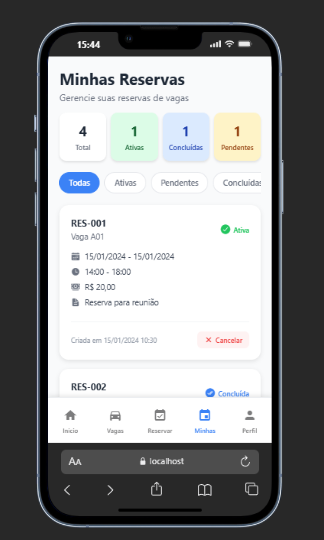 15:44
Minhas Reservas
Gerencie suas reservas de vagas
4 1 1 1
Total Ativas Concluídas Pendentes
Todas Ativas Pendentes Concluídas
RES-001
Ativa
Vaga A01
15/01/2024 - 15/01/2024
14:00 - 18:00
R$ 20,00
Reserva para reunião
Criada em 15/01/2024 10:30
Cancelar
RES-002
Concluída
Início Vagas Reservar Minhas Perfil
AA localhost